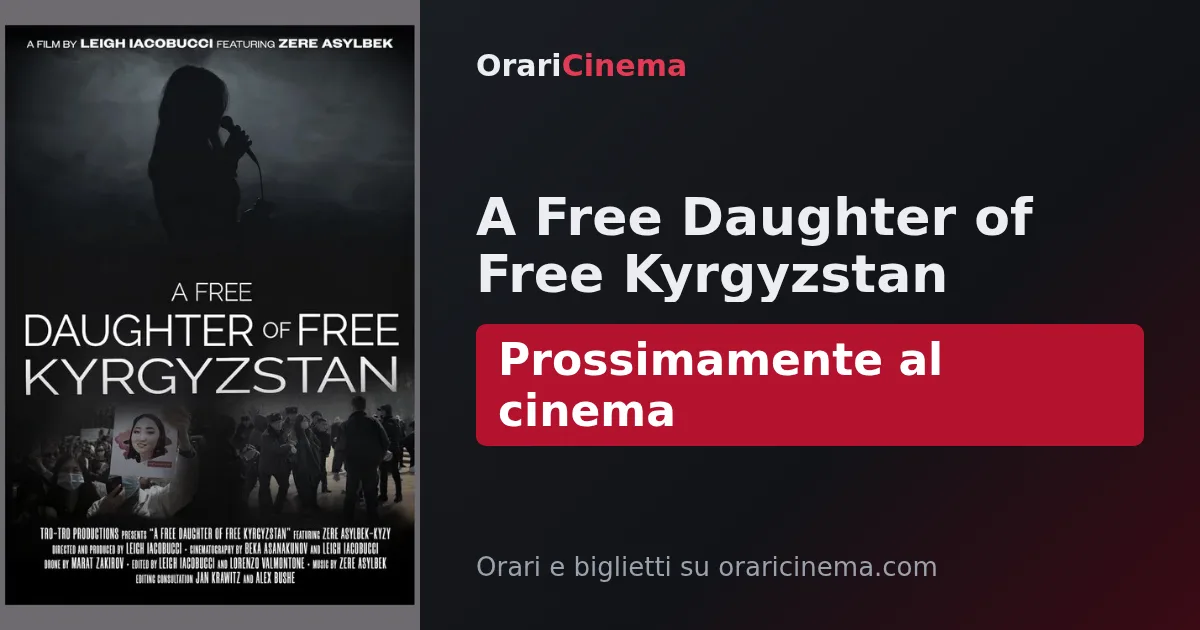 A FILM BY LEIGH IACOBUCCI FEATURING ZERE ASYLBEK
A FREE
DAUGHTER OF FREE
KYRGYZSTAN
TRO-TRO PRODUCTIONS PRESENTS "A FREE DAUGHTER OF FREE KYRGYZSTAN" FEATURING ZERE ASYLBEK-KYZY
DIRECTED AND PRODUCED BY LEIGH IACOBUCCI • CINEMATOGRAPHY BY BEKA ASANAKUNOV AND LEIGH IACOBUCCI
DRONE BY MARAT ZAKIROV • EDITED BY LEIGH IACOBUCCI AND LORENZO VALMONTONE • MUSIC BY ZERE ASYLBEK
EDITING CONSULTATION JAN KRAWITZ AND ALEX BUSHE
OrariCinema
A Free Daughter of
Free Kyrgyzstan
Prossimamente al
cinema
Orari e biglietti su oraricinema.com